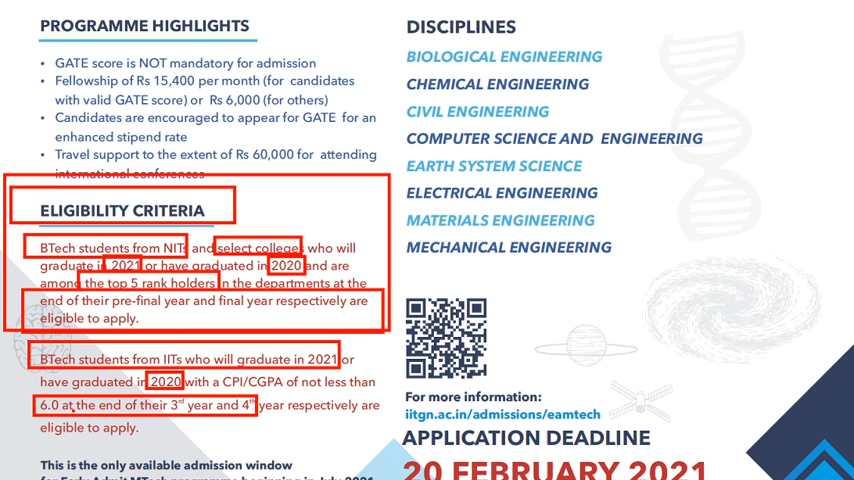 PROGRAMME HIGHLIGHTS
• GATE score is NOT mandatory for admission
• Fellowship of Rs 15,400 per month (for candidates
with valid GATE score) or Rs 6,000 (for others)
• Candidates are encouraged to appear for GATE for an
enhanced stipend rate
• Travel support to the extent of Rs 60,000 for attending
international conferences
ELIGIBILITY CRITERIA
BTech students from NITs and select colleges who will
graduate in 2021 or have graduated in 2020 and are
among the top 5 rank holders in the departments at the
end of their pre-final year and final year respectively are
eligible to apply.
BTech students from IITs who will graduate in 2021 or
have graduated in 2020 with a CPI/CGPA of not less than
6.0 at the end of their 3rd year and 4th year respectively are
eligible to apply.
This is the only available admission window
for Early Admit MTech programme beginning in July 2021
DISCIPLINES
BIOLOGICAL ENGINEERING
CHEMICAL ENGINEERING
CIVIL ENGINEERING
COMPUTER SCIENCE AND ENGINEERING
EARTH SYSTEM SCIENCE
ELECTRICAL ENGINEERING
MATERIALS ENGINEERING
MECHANICAL ENGINEERING
For more information:
iitgn.ac.in/admissions/eamtech
APPLICATION DEADLINE
20 FEBRUARY 2021